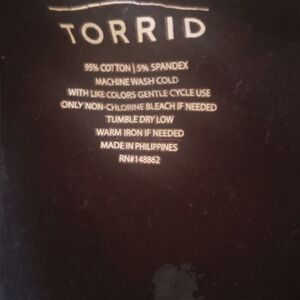 TORRID
95% COTTON | 5% SPANDEX
MACHINE WASH COLD
WITH LIKE COLORS GENTLE CYCLE USE
ONLY NON-CHLORINE BLEACH IF NEEDED
TUMBLE DRY LOW
WARM IRON IF NEEDED
MADE IN PHILIPPINES
RN#148862